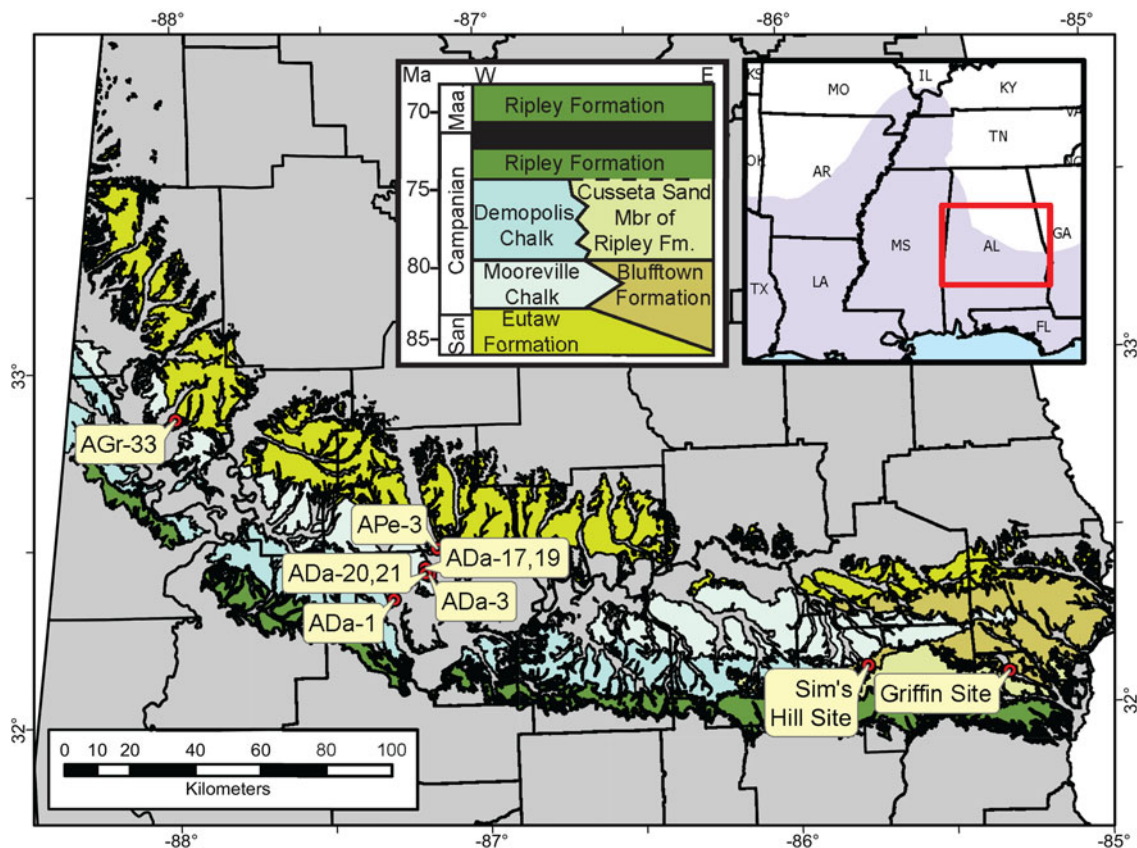 -88°
-87°
-86°
-85°
Ma
W
E
70
75
80
85
Maa.
Campanian
San
Ripley Formation
Ripley Formation
Demopolis
Chalk
Cusseta Sand
Mbr of
Ripley Fm.
Mooreville
Chalk
Blufftown
Formation
Eutaw
Formation
KS
MO
IL
KY
VA
OK
AR
TN
NC
MS
AL
GA
TX
LA
FL
33°
33°
AGr-33
APe-3
ADa-17,19
ADa-20,21
ADa-3
ADa-1
Sim's
Hill Site
Griffin Site
32°
32°
0 10 20 40 60 80 100
Kilometers
-88°
-87°
-86°
-85°